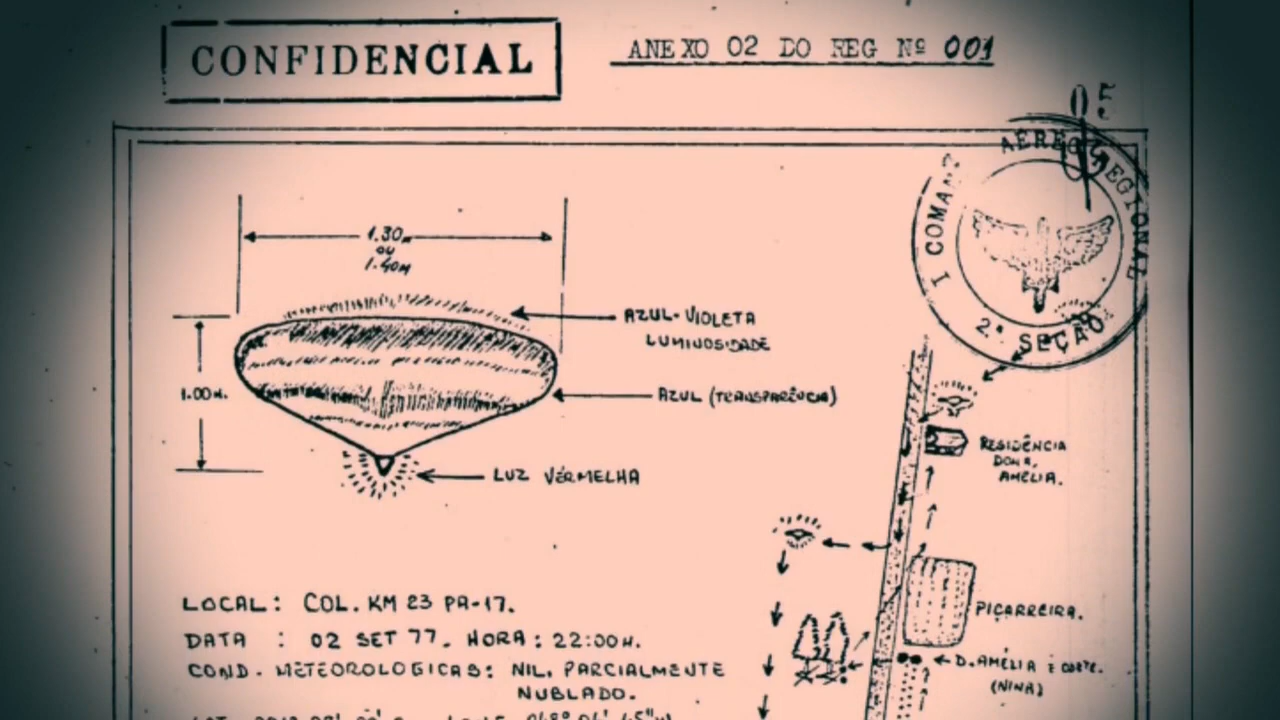 CONFIDENCIAL
ANEXO 02 DO REG Nº 001
05
I COMANDO AÉREO REGIONAL
2ª SEÇÃO
1.30m
OU
1.40M
AZUL-VIOLETA
LUMINOSIDADE
1.00M.
AZUL (TRANSPARÊNCIA)
LUZ VERMELHA
RESIDÊNCIA
DONA
AMÉLIA.
PIÇARREIRA.
D. AMÉLIA E
(NINA)
LOCAL: COL. KM 23 PA-17.
DATA : 02 SET 77. HORA: 22:00H.
COND. METEOROLOGICAS: NIL. PARCIALMENTE
NUBLADO.